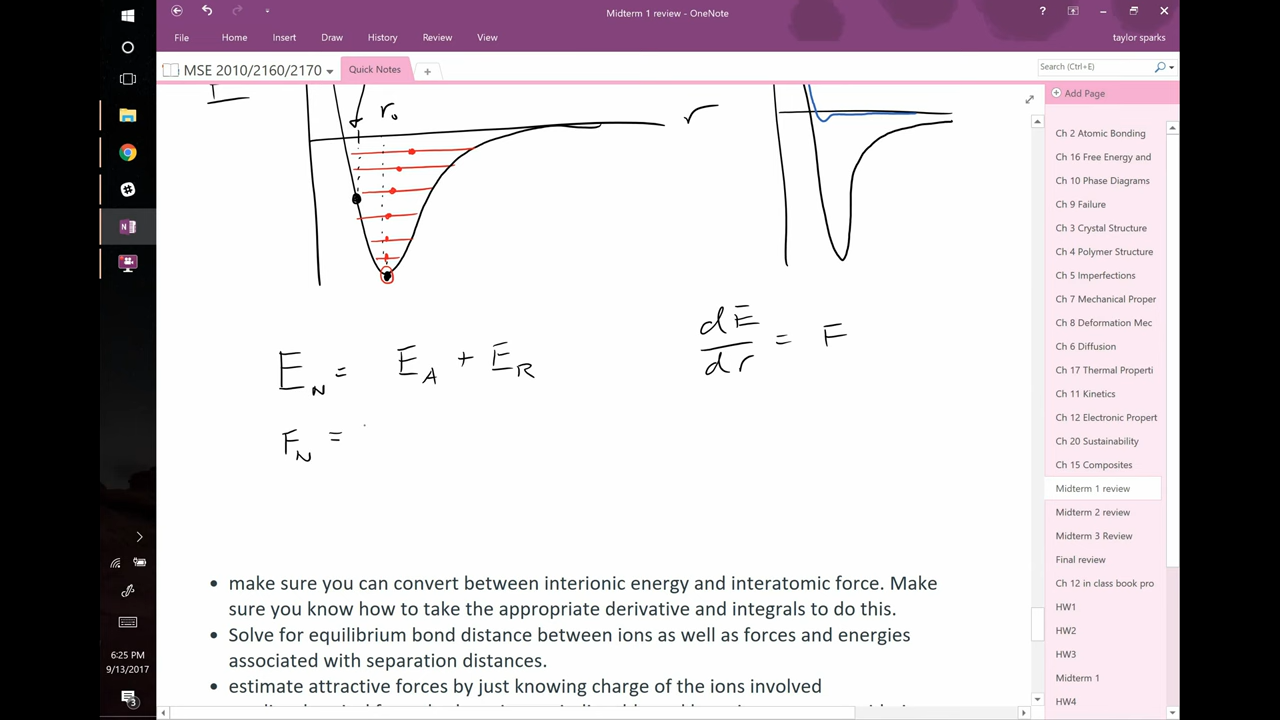 Midterm 1 review - OneNote
?
File Home Insert Draw History Review View
taylor sparks
MSE 2010/2160/2170
Quick Notes
+
Search (Ctrl+E)
Add Page
Ch 2 Atomic Bonding
Ch 16 Free Energy and
Ch 10 Phase Diagrams
Ch 9 Failure
Ch 3 Crystal Structure
Ch 4 Polymer Structure
Ch 5 Imperfections
Ch 7 Mechanical Proper
Ch 8 Deformation Mec
Ch 6 Diffusion
Ch 17 Thermal Properti
Ch 11 Kinetics
Ch 12 Electronic Propert
Ch 20 Sustainability
Ch 15 Composites
Midterm 1 review
Midterm 2 review
Midterm 3 Review
Final review
Ch 12 in class book pro
HW1
HW2
HW3
Midterm 1
HW4
r₀
r
dE/dr = F
E_N = E_A + E_R
F_N =
• make sure you can convert between interionic energy and interatomic force. Make
sure you know how to take the appropriate derivative and integrals to do this.
• Solve for equilibrium bond distance between ions as well as forces and energies
associated with separation distances.
• estimate attractive forces by just knowing charge of the ions involved
6:25 PM
9/13/2017
3